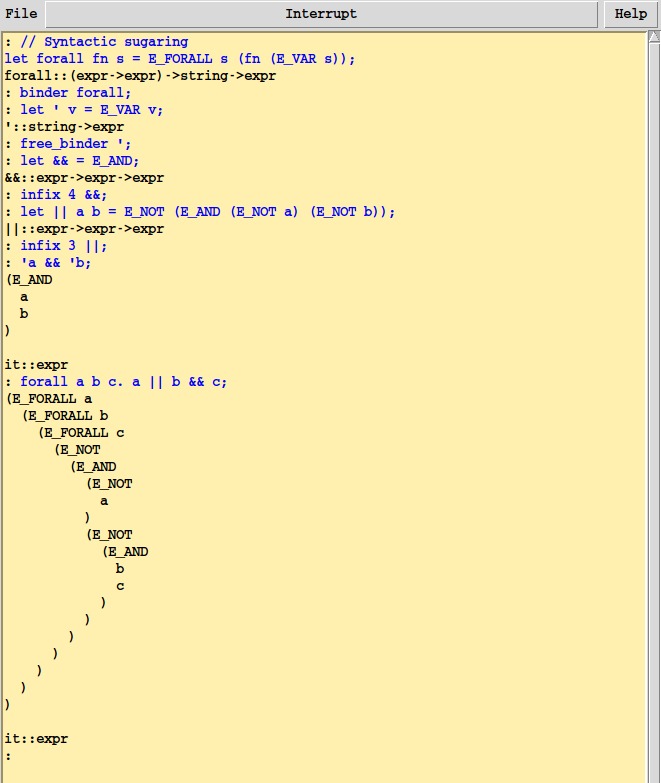 File Interrupt Help
: // Syntactic sugaring
let forall fn s = E_FORALL s (fn (E_VAR s));
forall::(expr->expr)->string->expr
: binder forall;
: let ' v = E_VAR v;
'::string->expr
: free_binder ';
: let && = E_AND;
&&::expr->expr->expr
: infix 4 &&;
: let || a b = E_NOT (E_AND (E_NOT a) (E_NOT b));
||::expr->expr->expr
: infix 3 ||;
: 'a && 'b;
(E_AND
  a
  b
)

it::expr
: forall a b c. a || b && c;
(E_FORALL a
  (E_FORALL b
    (E_FORALL c
      (E_NOT
        (E_AND
          (E_NOT
            a
          )
          (E_NOT
            (E_AND
              b
              c
            )
          )
        )
      )
    )
  )
)

it::expr
: